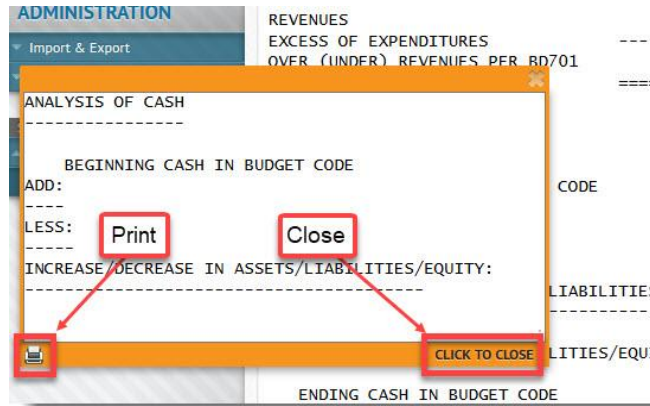 ADMINISTRATION
Import & Export
REVENUES
EXCESS OF EXPENDITURES ---
OVER (UNDER) REVENUES PER BD701
====
ANALYSIS OF CASH
----------------
BEGINNING CASH IN BUDGET CODE
ADD:
----
LESS:
-----
INCREASE/DECREASE IN ASSETS/LIABILITIES/EQUITY:
----------------------------------------
Print
Close
CLICK TO CLOSE
CODE
LIABILITIES
----------
LITIES/EQU
ENDING CASH IN BUDGET CODE